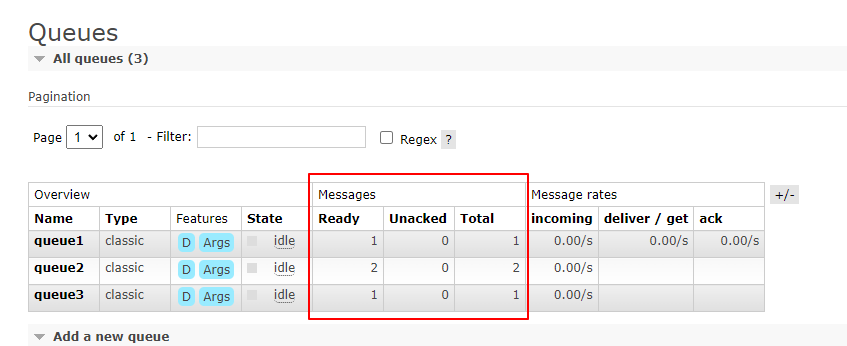 Queues
All queues (3)
Pagination
Page 1 of 1 - Filter: Regex ?
Overview Messages Message rates +/-
Name Type Features State Ready Unacked Total incoming deliver / get ack
queue1 classic D Args idle 1 0 1 0.00/s 0.00/s 0.00/s
queue2 classic D Args idle 2 0 2 0.00/s
queue3 classic D Args idle 1 0 1 0.00/s
Add a new queue